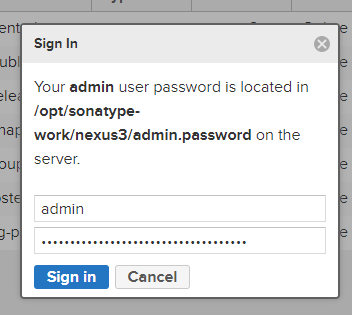 Sign In
Your admin user password is located in
/opt/sonatype-
work/nexus3/admin.password on the
server.
admin
Sign in Cancel